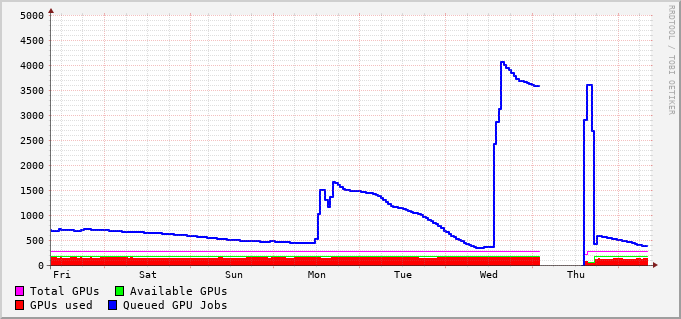 RRDTOOL / TOBI OETIKER
5000
4500
4000
3500
3000
2500
2000
1500
1000
500
0
Fri Sat Sun Mon Tue Wed Thu
Total GPUs Available GPUs
GPUs used Queued GPU Jobs